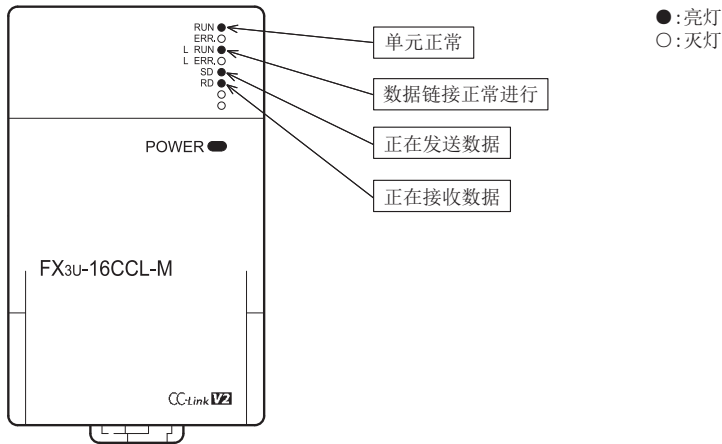 RUN
ERR.
L RUN
L ERR.
SD
RD
单元正常
数据链接正常进行
正在发送数据
正在接收数据
●:亮灯
○:灭灯
POWER
FX3U-16CCL-M
CC-Link V2